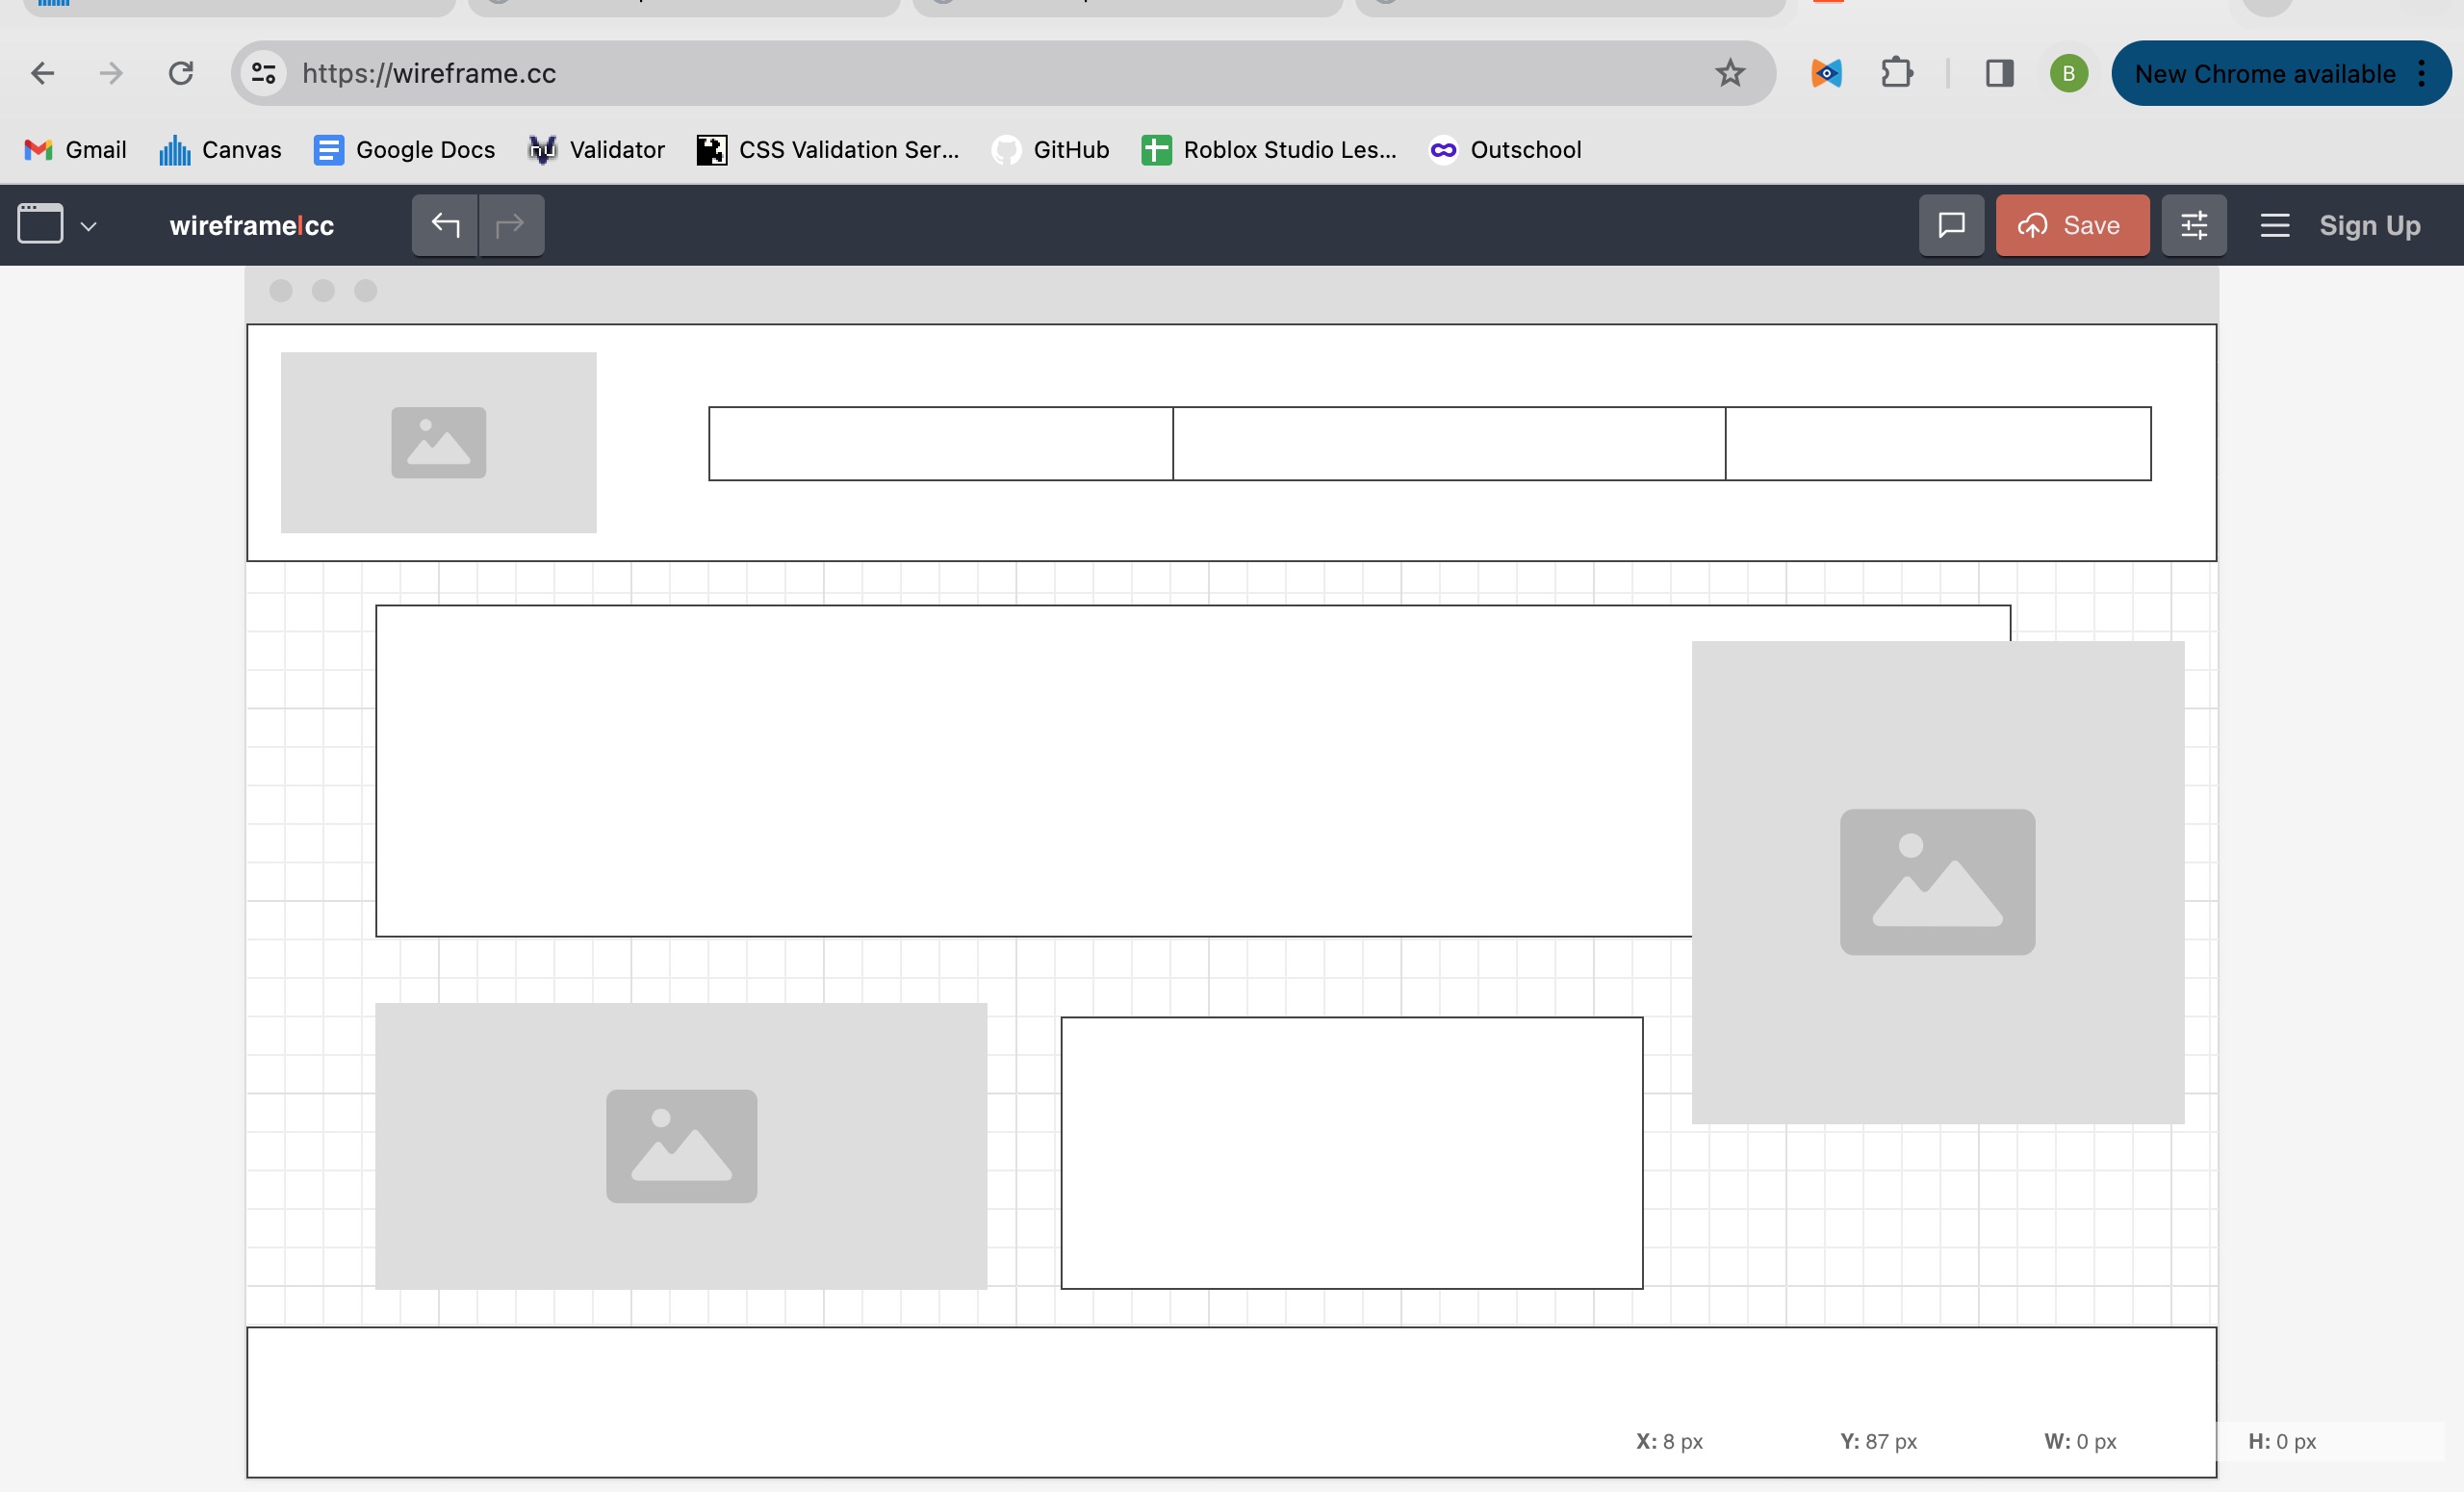 https://wireframe.cc
B
New Chrome available
Gmail Canvas Google Docs Validator CSS Validation Ser... GitHub Roblox Studio Les... Outschool
wireframe|cc
Save
Sign Up
X: 8 px Y: 87 px W: 0 px H: 0 px